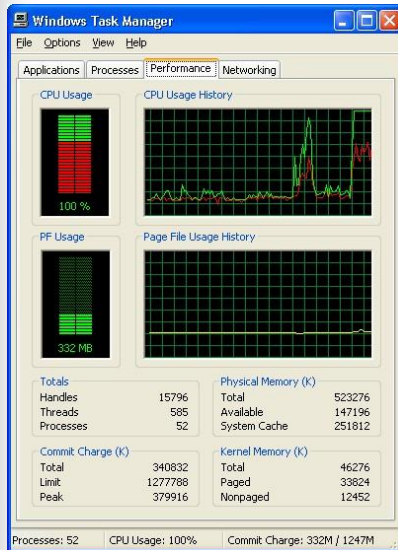 Windows Task Manager
File Options View Help
Applications Processes Performance Networking
CPU Usage
CPU Usage History
100 %
PF Usage
Page File Usage History
332 MB
Totals
Handles 15796
Threads 585
Processes 52
Physical Memory (K)
Total 523276
Available 147196
System Cache 251812
Commit Charge (K)
Total 340832
Limit 1277788
Peak 379916
Kernel Memory (K)
Total 46276
Paged 33824
Nonpaged 12452
Processes: 52 CPU Usage: 100% Commit Charge: 332M / 1247M